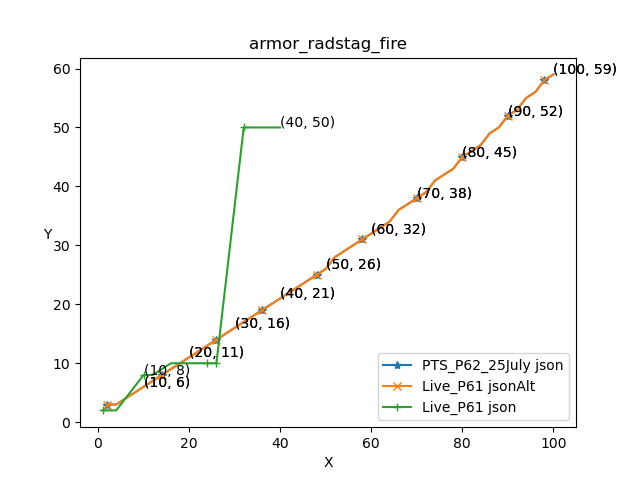 armor_radstag_fire
60
50
40
30
20
10
0
Y
(100, 59)
(90, 52)
(40, 50)
(80, 45)
(70, 38)
(60, 32)
(50, 26)
(40, 21)
(30, 16)
(20, 11)
(10, 8)
(10, 6)
PTS_P62_25July json
Live_P61 jsonAlt
Live_P61 json
0 20 40 60 80 100
X